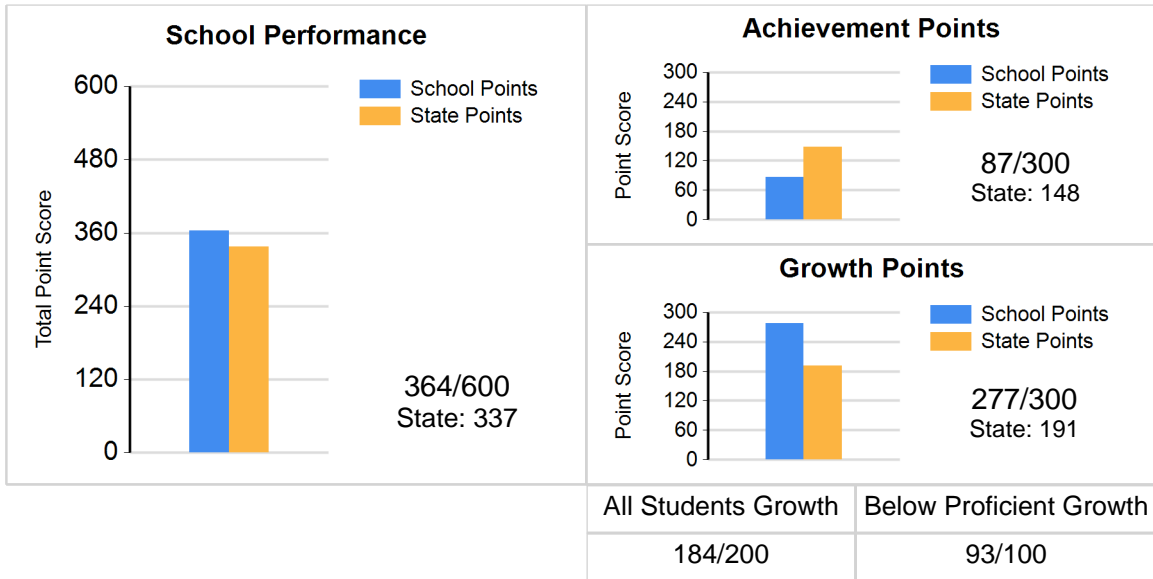 School Performance
Total Point Score
600
480
360
240
120
0
School Points
State Points
364/600
State: 337
Achievement Points
Point Score
300
240
180
120
60
0
School Points
State Points
87/300
State: 148
Growth Points
Point Score
300
240
180
120
60
0
School Points
State Points
277/300
State: 191
All Students Growth
Below Proficient Growth
184/200
93/100